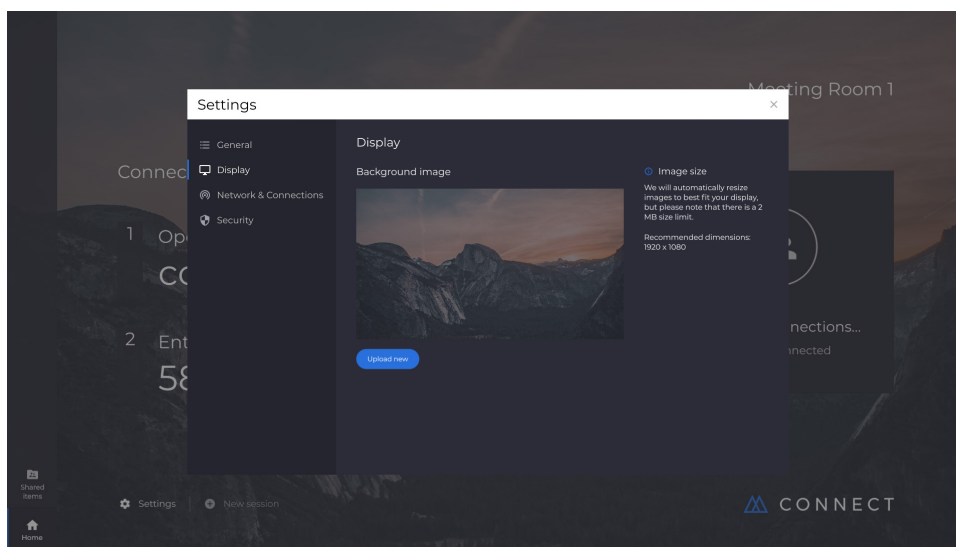 Meeting Room 1
Settings
General
Display
Network & Connections
Security
Display
Background image
Upload new
Image size
We will automatically resize
images to best fit your display,
but please note that there is a 2
MB size limit.
Recommended dimensions:
1920 x 1080
1
2
Shared
items
Home
Settings
New session
CONNECT